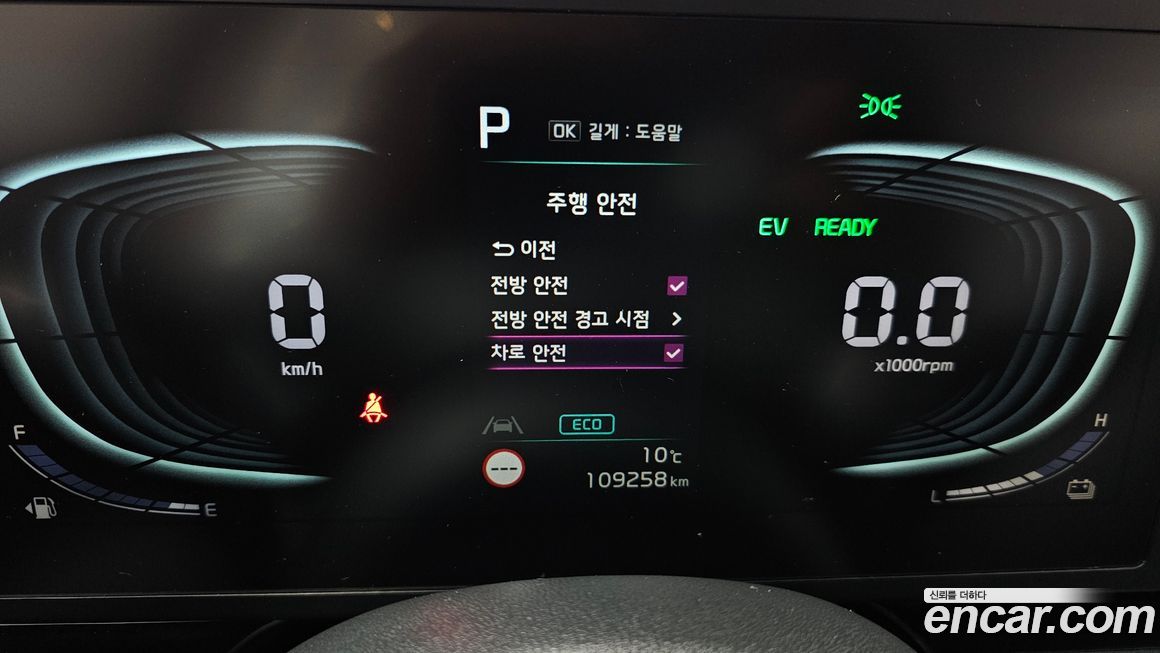 P
OK 길게 : 도움말
주행 안전
EV READY
이전
전방 안전
전방 안전 경고 시점
차로 안전
0
km/h
0.0
x1000rpm
ECO
F
H
10℃
---
109258 km
E
L
신뢰를 더하다
encar.com